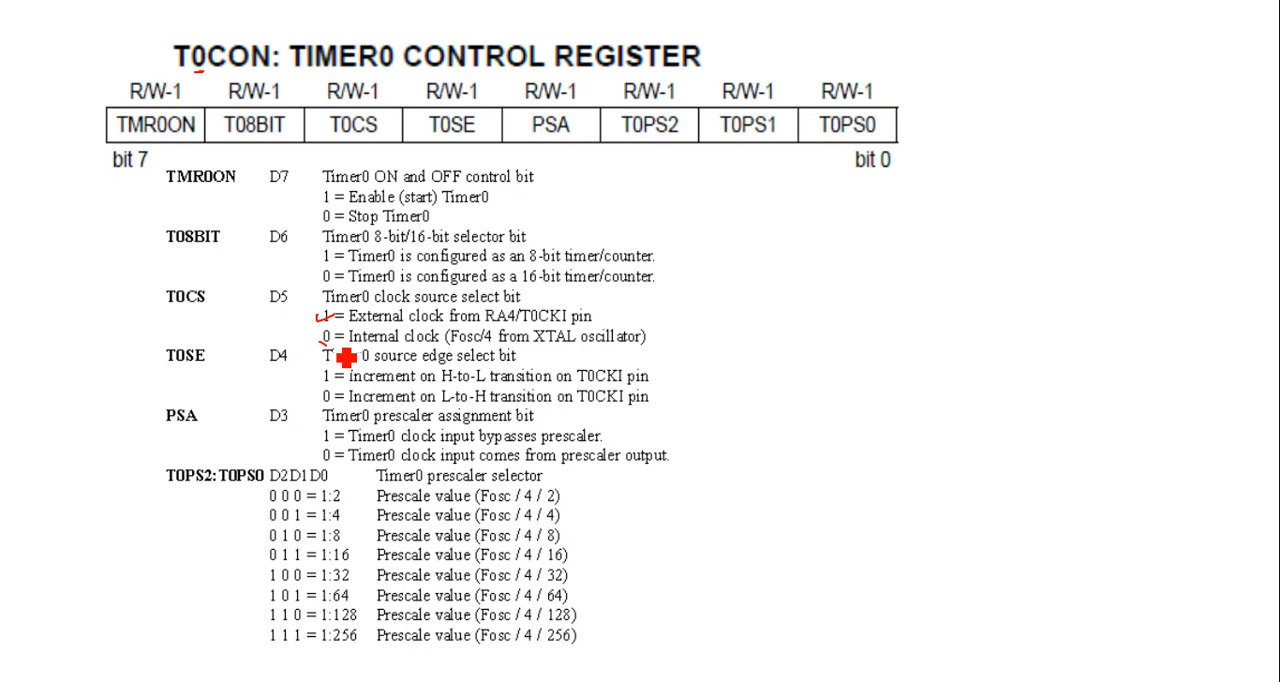 T0CON: TIMER0 CONTROL REGISTER
R/W-1 R/W-1 R/W-1 R/W-1 R/W-1 R/W-1 R/W-1 R/W-1
TMR0ON T08BIT T0CS T0SE PSA T0PS2 T0PS1 T0PS0
bit 7 bit 0
TMR0ON D7 Timer0 ON and OFF control bit
1 = Enable (start) Timer0
0 = Stop Timer0
T08BIT D6 Timer0 8-bit/16-bit selector bit
1 = Timer0 is configured as an 8-bit timer/counter.
0 = Timer0 is configured as a 16-bit timer/counter.
T0CS D5 Timer0 clock source select bit
1 = External clock from RA4/T0CKI pin
0 = Internal clock (Fosc/4 from XTAL oscillator)
T0SE D4 0 source edge select bit
1 = Increment on H-to-L transition on T0CKI pin
0 = Increment on L-to-H transition on T0CKI pin
PSA D3 Timer0 prescaler assignment bit
1 = Timer0 clock input bypasses prescaler.
0 = Timer0 clock input comes from prescaler output.
T0PS2:T0PS0 D2D1D0 Timer0 prescaler selector
0 0 0 = 1:2 Prescale value (Fosc / 4 / 2)
0 0 1 = 1:4 Prescale value (Fosc / 4 / 4)
0 1 0 = 1:8 Prescale value (Fosc / 4 / 8)
0 1 1 = 1:16 Prescale value (Fosc / 4 / 16)
1 0 0 = 1:32 Prescale value (Fosc / 4 / 32)
1 0 1 = 1:64 Prescale value (Fosc / 4 / 64)
1 1 0 = 1:128 Prescale value (Fosc / 4 / 128)
1 1 1 = 1:256 Prescale value (Fosc / 4 / 256)